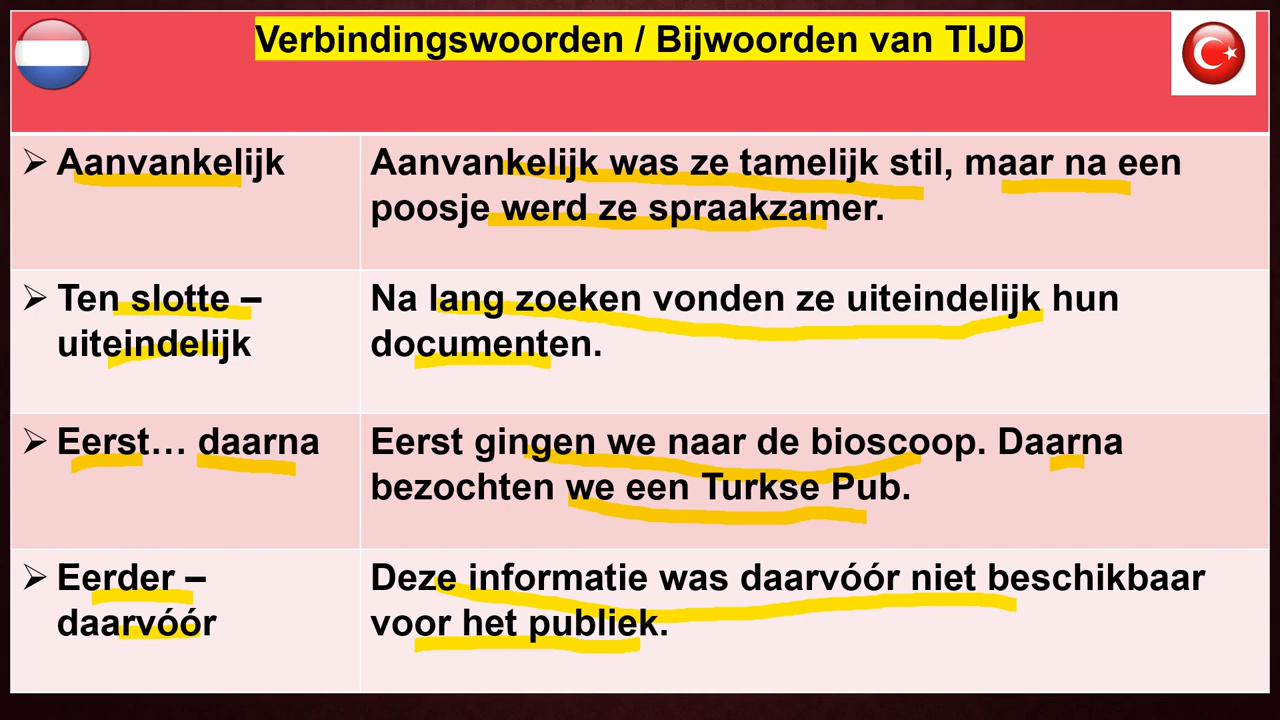 Verbindingswoorden / Bijwoorden van TIJD
➢ Aanvankelijk
Aanvankelijk was ze tamelijk stil, maar na een
poosje werd ze spraakzamer.
➢ Ten slotte –
uiteindelijk
Na lang zoeken vonden ze uiteindelijk hun
documenten.
➢ Eerst… daarna
Eerst gingen we naar de bioscoop. Daarna
bezochten we een Turkse Pub.
➢ Eerder –
daarvóór
Deze informatie was daarvóór niet beschikbaar
voor het publiek.